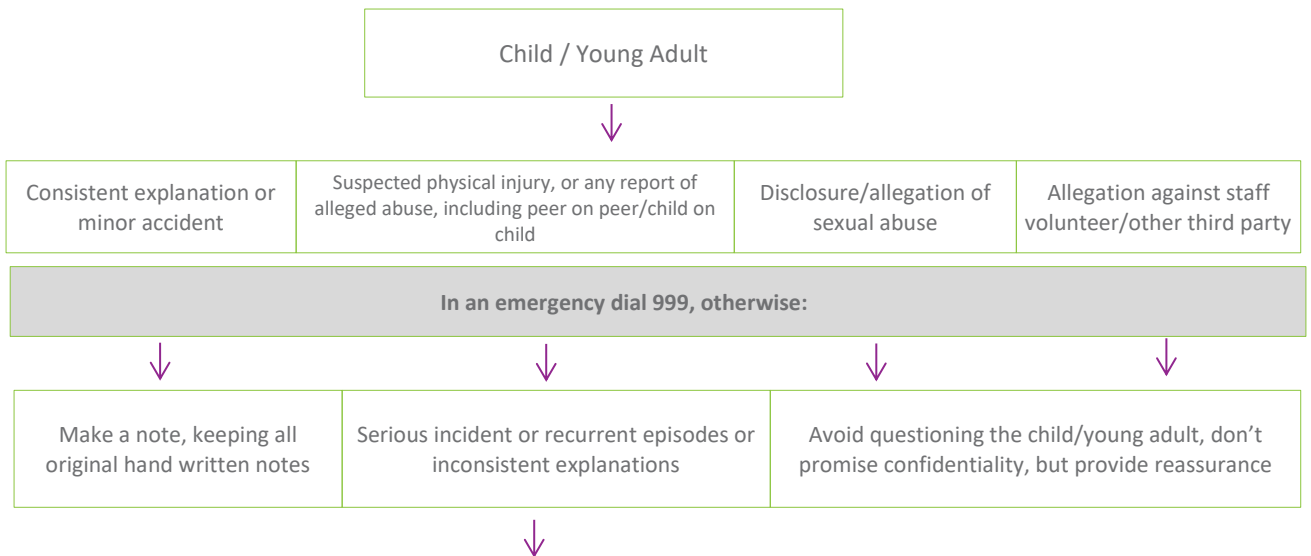 Child / Young Adult
Consistent explanation or
minor accident
Suspected physical injury, or any report of
alleged abuse, including peer on peer/child on
child
Disclosure/allegation of
sexual abuse
Allegation against staff
volunteer/other third party
In an emergency dial 999, otherwise:
Make a note, keeping all
original hand written notes
Serious incident or recurrent episodes or
inconsistent explanations
Avoid questioning the child/young adult, don’t
promise confidentiality, but provide reassurance